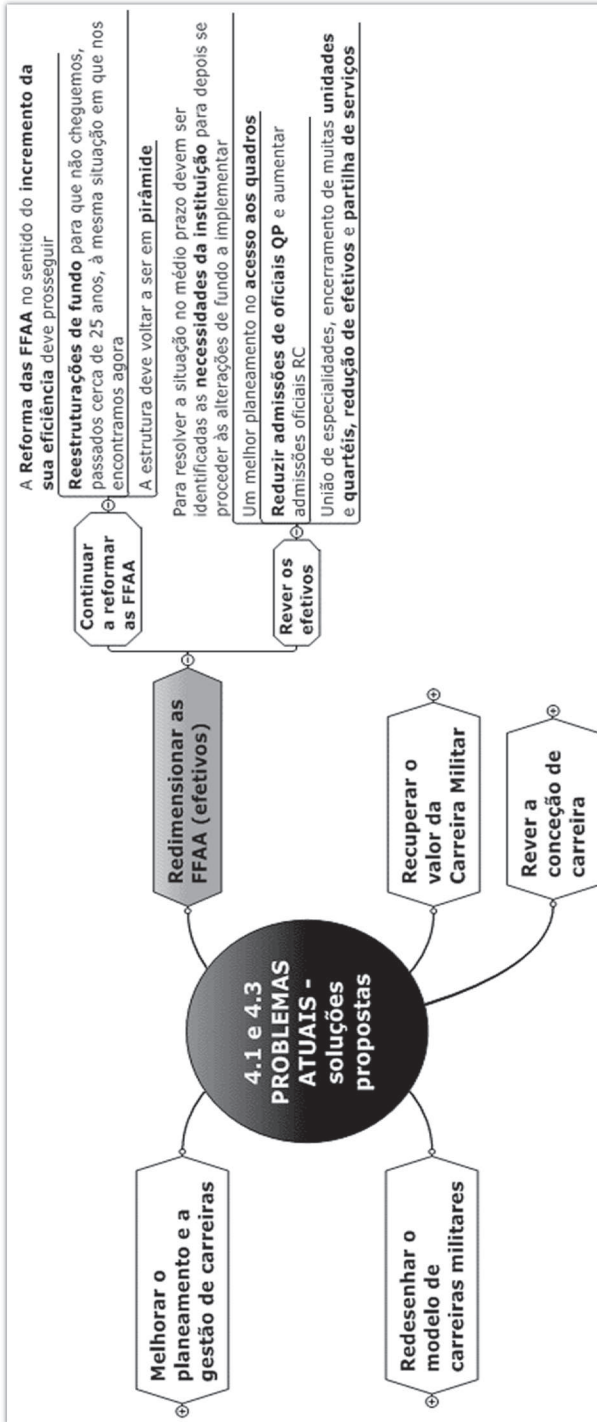 4.1 e 4.3
PROBLEMAS
ATUAIS -
soluções
propostas
Redimensionar as
FFAA (efetivos)
Continuar
a reformar
as FFAA
A Reforma das FFAA no sentido do incremento da
sua eficiência deve prosseguir
Reestruturações de fundo para que não cheguemos,
passados cerca de 25 anos, à mesma situação em que nos
encontramos agora
A estrutura deve voltar a ser em pirâmide
Rever os
efetivos
Para resolver a situação no médio prazo devem ser
identificadas as necessidades da instituição para depois se
proceder às alterações de fundo a implementar
Um melhor planeamento no acesso aos quadros
Reduzir admissões de oficiais QP e aumentar
admissões oficiais RC
União de especialidades, encerramento de muitas unidades
e quartéis, redução de efetivos e partilha de serviços
Recuperar o
valor da
Carreira Militar
Rever a
conceção de
carreira
Redesenhar o
modelo de
carreiras militares
Melhorar o
planeamento e a
gestão de carreiras